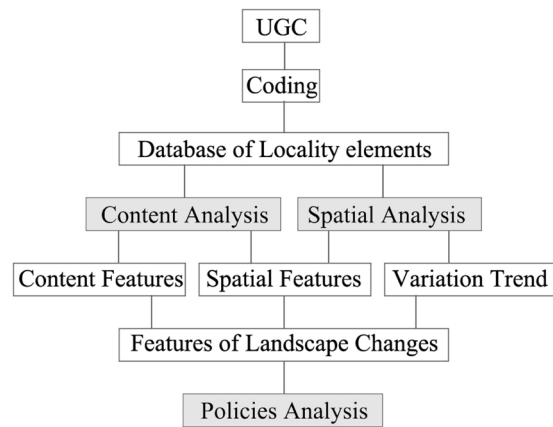 UGC
Coding
Database of Locality elements
Content Analysis
Spatial Analysis
Content Features
Spatial Features
Variation Trend
Features of Landscape Changes
Policies Analysis